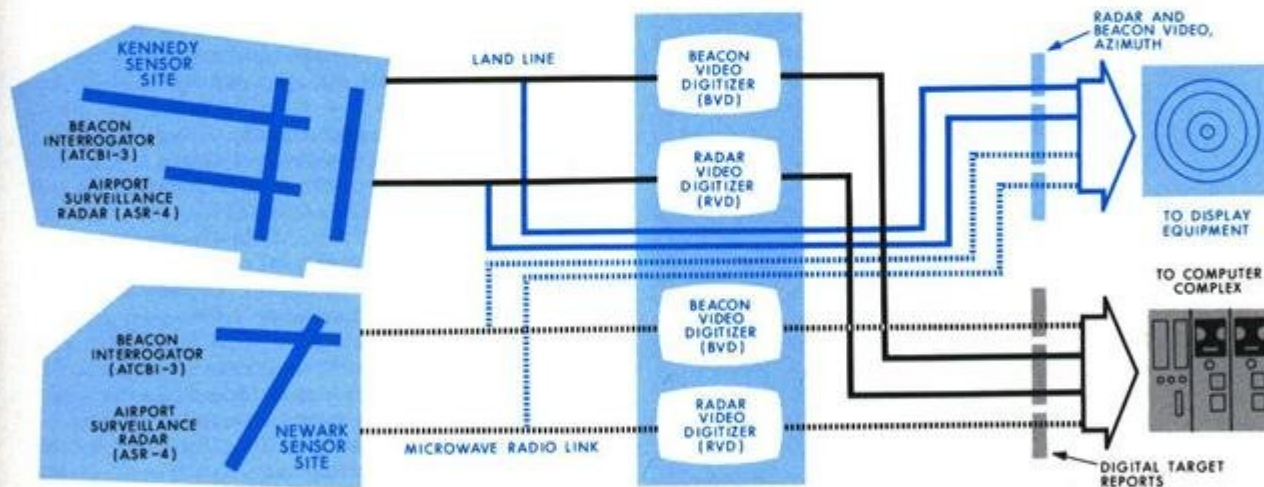 KENNEDY
SENSOR
SITE
BEACON
INTERROGATOR
(ATCBI-3)
AIRPORT
SURVEILLANCE
RADAR (ASR-4)
LAND LINE
BEACON
VIDEO
DIGITIZER
(BVD)
RADAR
VIDEO
DIGITIZER
(RVD)
RADAR AND
BEACON VIDEO,
AZIMUTH
TO DISPLAY
EQUIPMENT
BEACON
INTERROGATOR
(ATCBI-3)
AIRPORT
SURVEILLANCE
RADAR
(ASR-4)
NEWARK
SENSOR
SITE
MICROWAVE RADIO LINK
BEACON
VIDEO
DIGITIZER
(BVD)
RADAR
VIDEO
DIGITIZER
(RVD)
TO COMPUTER
COMPLEX
DIGITAL TARGET
REPORTS